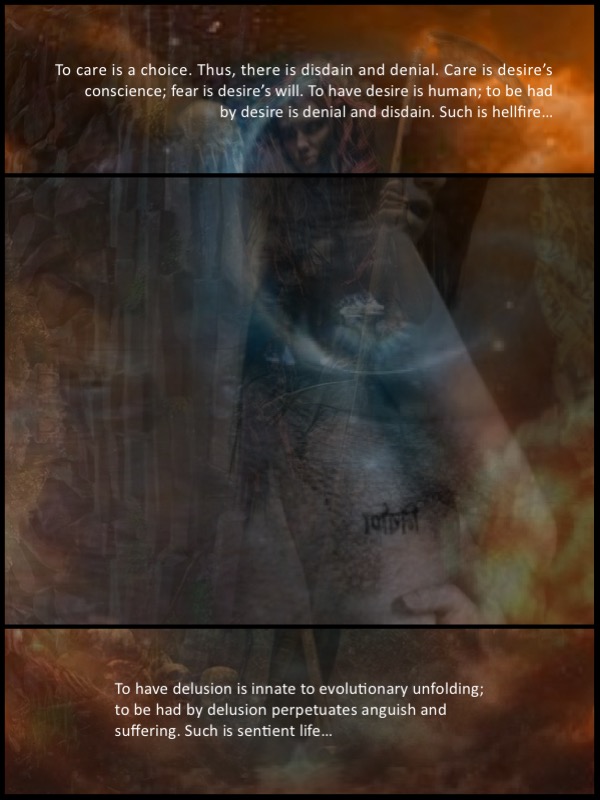 To care is a choice. Thus, there is disdain and denial. Care is desire’s
conscience; fear is desire’s will. To have desire is human; to be had
by desire is denial and disdain. Such is hellfire…
To have delusion is innate to evolutionary unfolding;
to be had by delusion perpetuates anguish and
suffering. Such is sentient life…